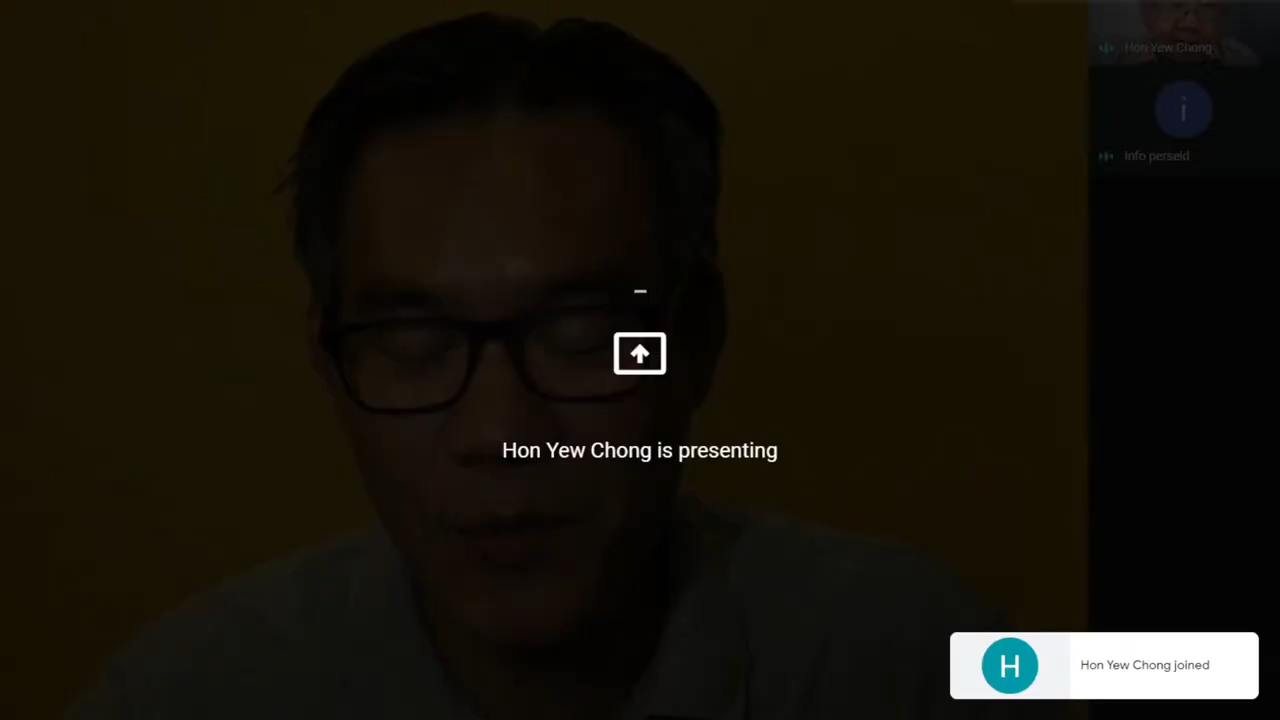 Hon Yew Chong
i
info perseid
Hon Yew Chong is presenting
H
Hon Yew Chong joined